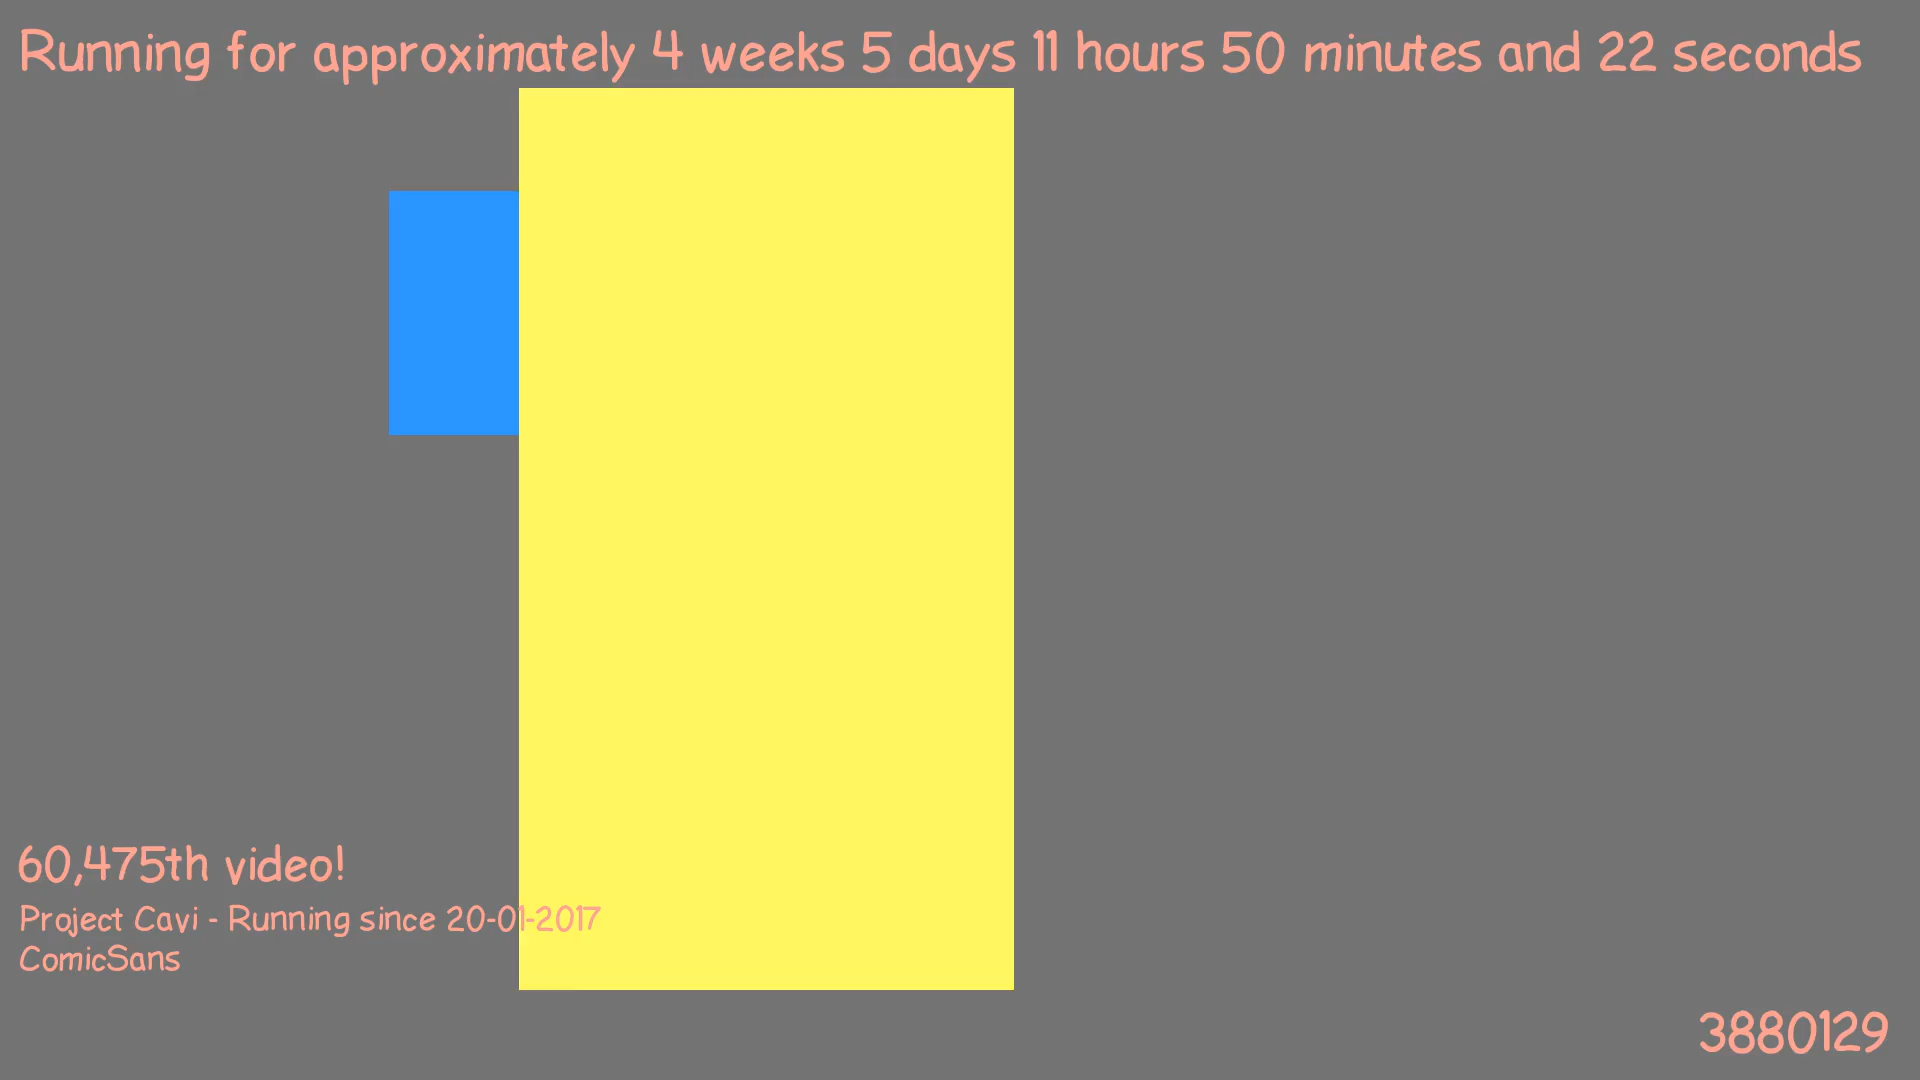 Running for approximately 4 weeks 5 days 11 hours 50 minutes and 22 seconds
60,475th video!
Project Cavi - Running since 20-01-2017
ComicSans
3880129